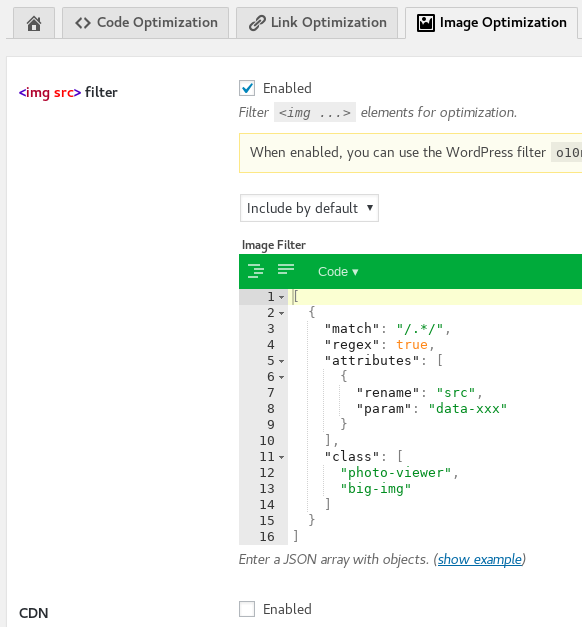 Code Optimization Link Optimization Image Optimization
<img src> filter
Enabled
Filter <img ...> elements for optimization.
When enabled, you can use the WordPress filter o10n
Include by default
Image Filter
Code
1 [
2 {
3 "match": "/.*/",
4 "regex": true,
5 "attributes": [
6 {
7 "rename": "src",
8 "param": "data-xxx"
9 }
10 ],
11 "class": [
12 "photo-viewer",
13 "big-img"
14 ]
15 }
16 ]
Enter a JSON array with objects. (show example)
CDN
Enabled